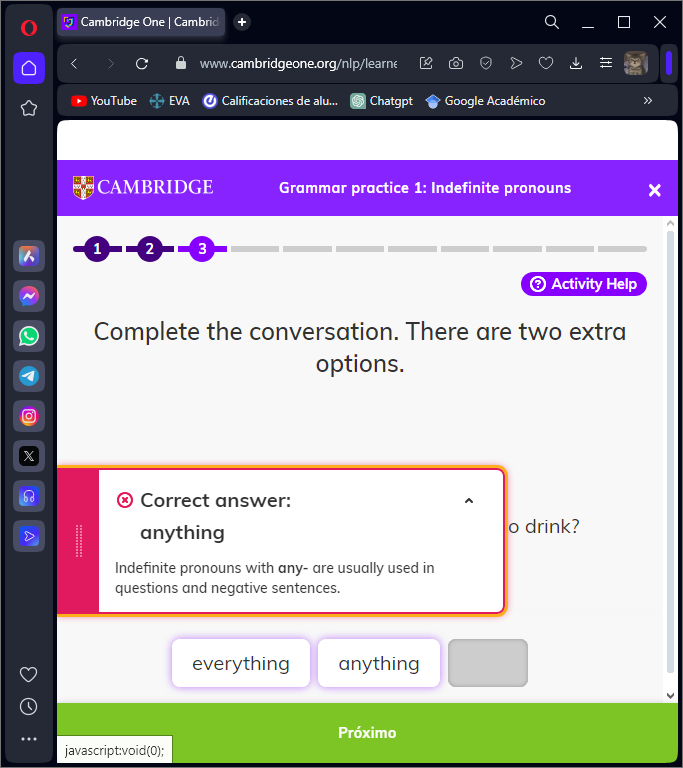 Cambridge One | Cambrid
www.cambridgeone.org/nlp/learne
YouTube
EVA
Calificaciones de alu...
Chatgpt
Google Académico
CAMBRIDGE
Grammar practice 1: Indefinite pronouns
1
2
3
Activity Help
Complete the conversation. There are two extra
options.
Correct answer:
anything
o drink?
Indefinite pronouns with any- are usually used in
questions and negative sentences.
everything
anything
Próximo
javascript:void(0);